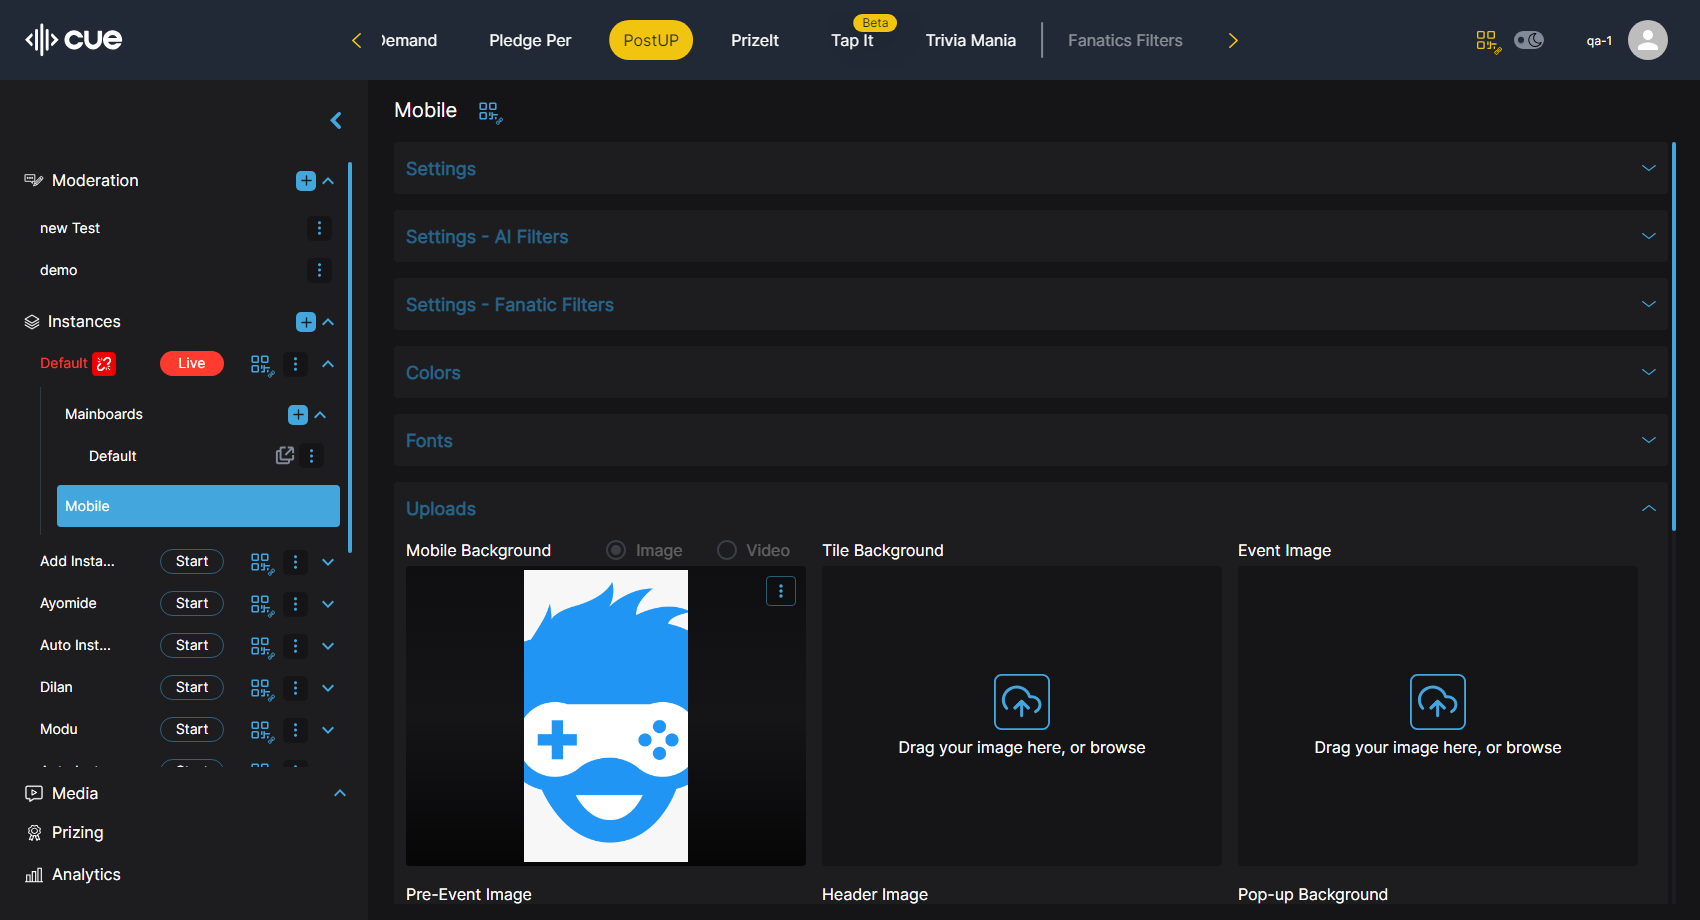 cue
Demand
Pledge Per
PostUP
PrizeIt
Beta
Tap It
Trivia Mania
Fanatics Filters
qa-1
Moderation
new Test
demo
Instances
Default
Live
Mainboards
Default
Mobile
Add Insta...
Start
Ayomide
Start
Auto Inst...
Start
Dilan
Start
Modu
Start
Media
Prizing
Analytics
Mobile
Settings
Settings - AI Filters
Settings - Fanatic Filters
Colors
Fonts
Uploads
Mobile Background
Image
Video
Tile Background
Event Image
Drag your image here, or browse
Drag your image here, or browse
Pre-Event Image
Header Image
Pop-up Background